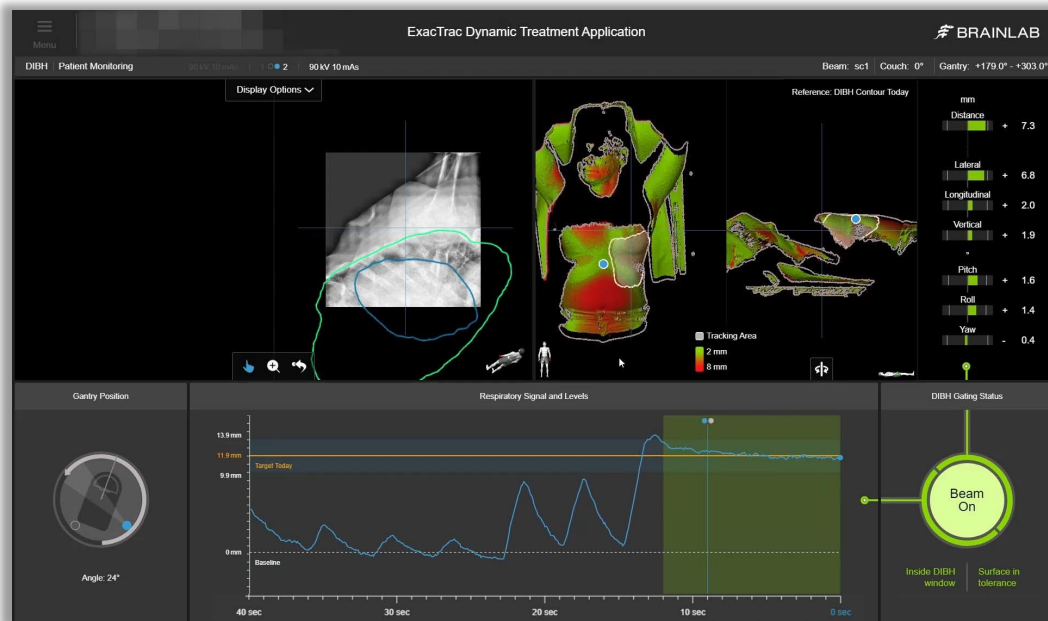 Menu
ExacTrac Dynamic Treatment Application
BRAINLAB
DIBH | Patient Monitoring
90 kV 10 mAs | 1 2 | 90 kV 10 mAs
Beam: sc1 | Couch: 0° | Gantry: +179.0° - +303.0°
Display Options
Reference: DIBH Contour Today
mm
Distance
+ 7.3
Lateral
+ 6.8
Longitudinal
+ 2.0
Vertical
+ 1.9
°
Pitch
+ 1.6
Roll
+ 1.4
Yaw
- 0.4
Tracking Area
2 mm
8 mm
Gantry Position
Angle: 24°
Respiratory Signal and Levels
13.9 mm
11.9 mm
Target Today
9.9 mm
0 mm
Baseline
40 sec
30 sec
20 sec
10 sec
0 sec
DIBH Gating Status
Beam
On
Inside DIBH
window
Surface in
tolerance